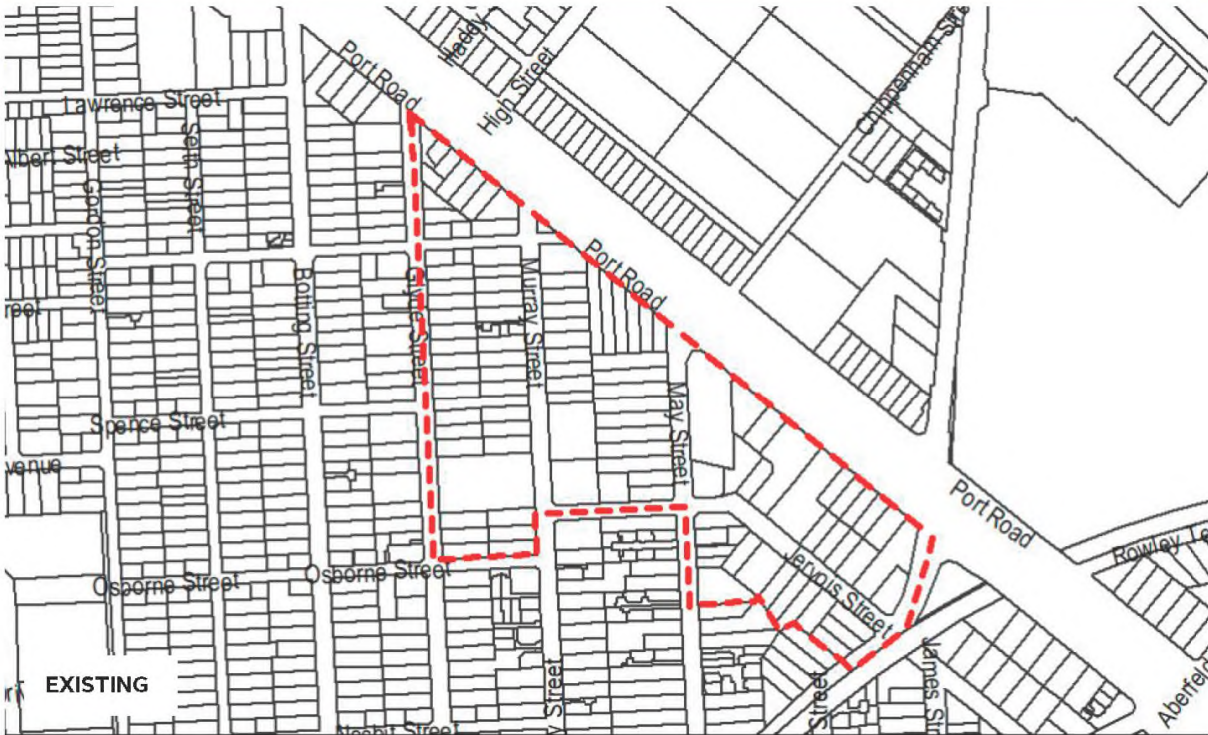 Port Road
High Street
Chippenham
Lawrence Street
Albert Street
Seth Street
Gordon Street
Botting Street
Glyde Street
Murray Street
Port Road
May Street
Spence Street
Port Road
Rowley
Osborne Street
Osborne Street
Jervois Street
James
Street
Street
EXISTING
Nesbit Street